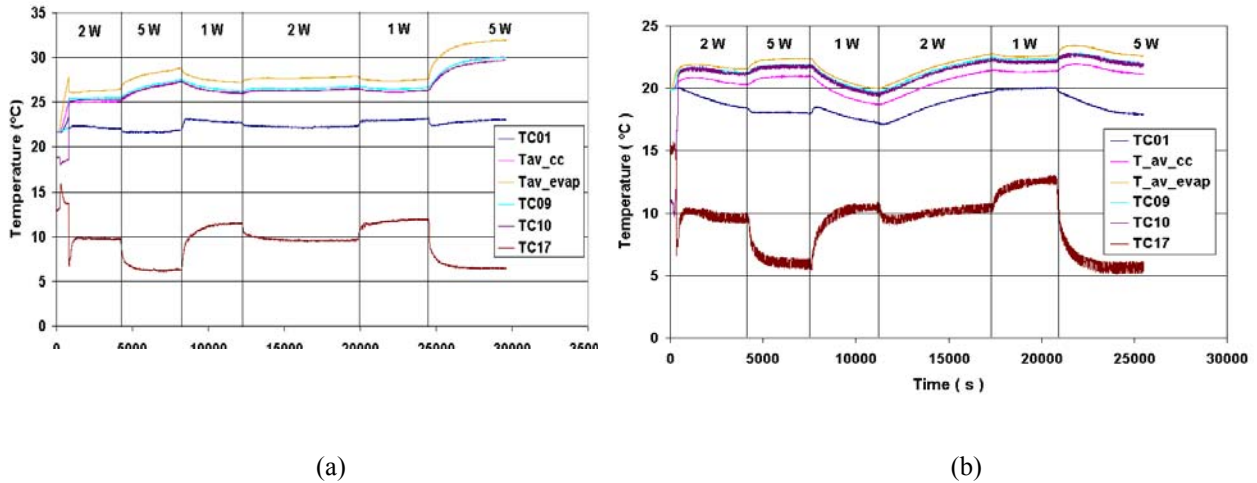 35
30
25
20
15
10
5
0
Temperature (°C)
2 W
5 W
1 W
2 W
1 W
5 W
TC01
Tav_cc
Tav_evap
TC09
TC10
TC17
0
5000
10000
15000
20000
25000
30000
3500
(a)
25
20
15
10
5
0
Temperature ( °C )
2 W
5 W
1 W
2 W
1 W
5 W
TC01
T_av_cc
T_av_evap
TC09
TC10
TC17
0
5000
10000
15000
20000
25000
30000
Time ( s )
(b)